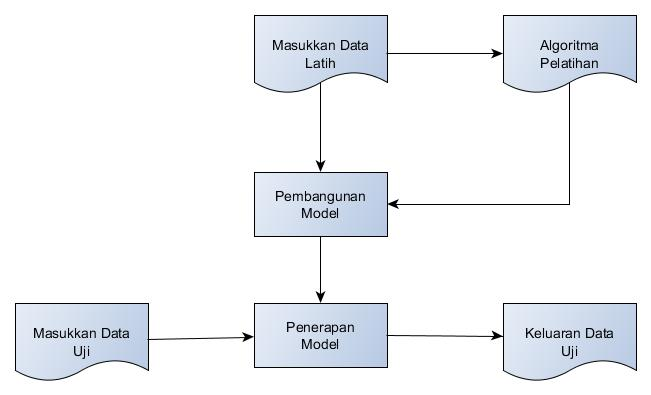 Masukkan Data
Latih
Algoritma
Pelatihan
Pembangunan
Model
Masukkan Data
Uji
Penerapan
Model
Keluaran Data
Uji